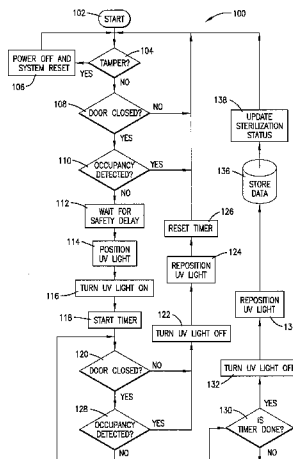 102
START
100
104
TAMPER?
POWER OFF AND
SYSTEM RESET
YES
106
NO
108
DOOR CLOSED?
NO
YES
110
OCCUPANCY
DETECTED?
YES
NO
112
WAIT FOR
SAFETY DELAY
114
POSITION
UV LIGHT
116
TURN UV LIGHT ON
118
START TIMER
120
DOOR CLOSED?
NO
YES
128
OCCUPANCY
DETECTED?
YES
NO
122
TURN UV LIGHT OFF
124
REPOSITION
UV LIGHT
126
RESET TIMER
138
UPDATE
STERILIZATION
STATUS
136
STORE
DATA
REPOSITION
UV LIGHT
TURN UV LIGHT OFF
132
YES
130
IS
TIMER DONE?
NO